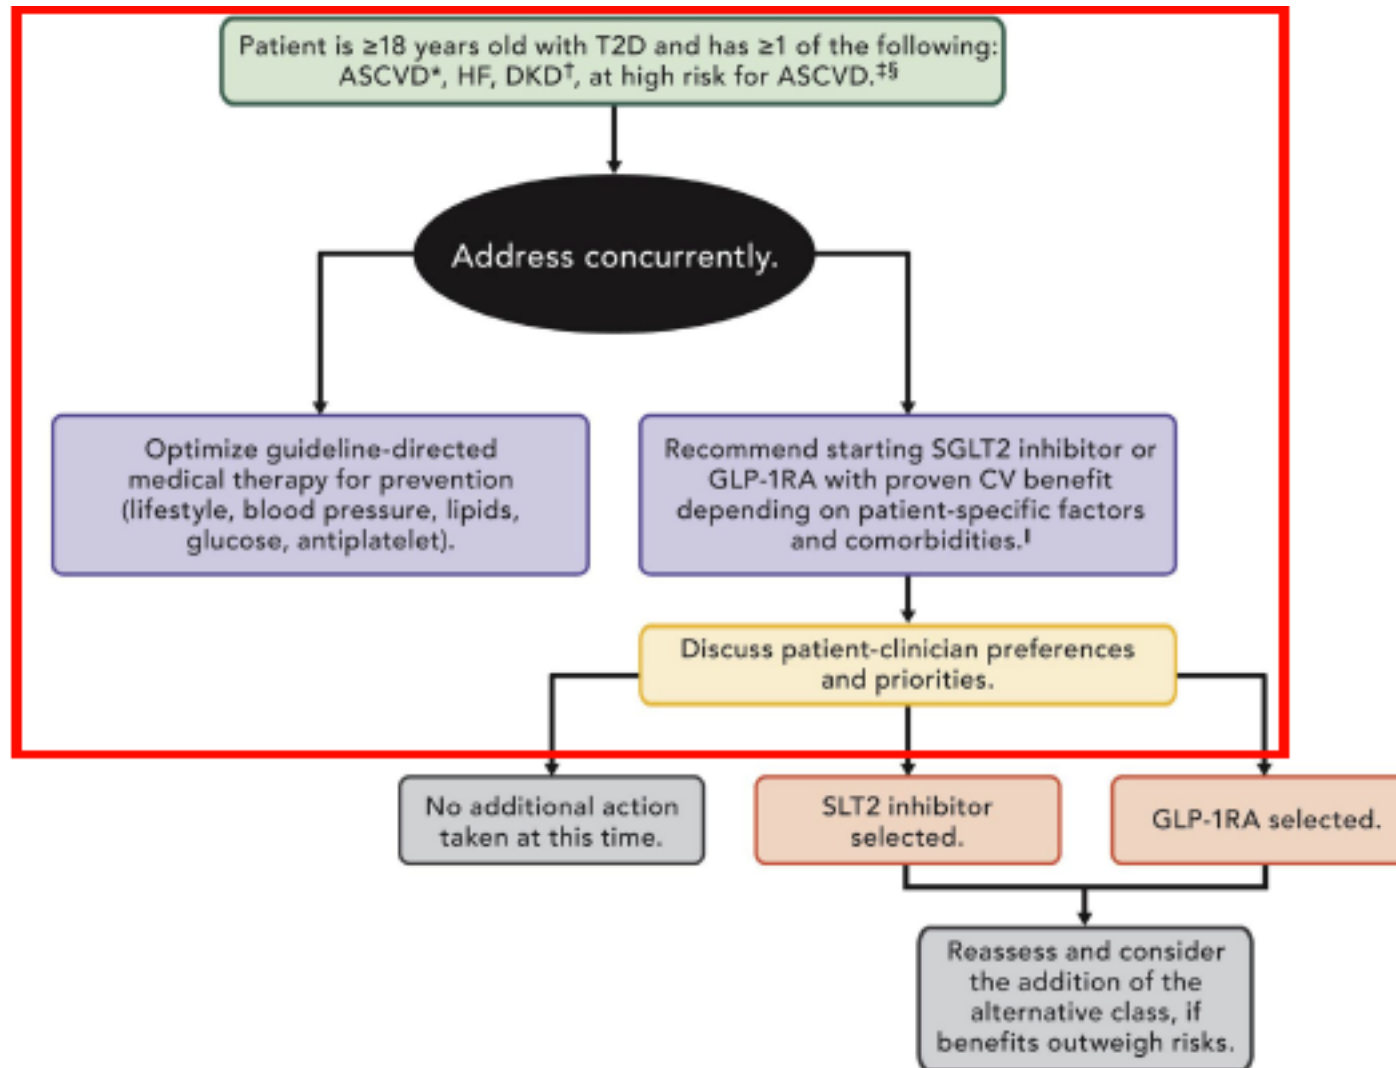 Patient is ≥18 years old with T2D and has ≥1 of the following:
ASCVD*, HF, DKD†, at high risk for ASCVD.‡§
Address concurrently.
Optimize guideline-directed
medical therapy for prevention
(lifestyle, blood pressure, lipids,
glucose, antiplatelet).
Recommend starting SGLT2 inhibitor or
GLP-1RA with proven CV benefit
depending on patient-specific factors
and comorbidities.‖
Discuss patient-clinician preferences
and priorities.
No additional action
taken at this time.
SLT2 inhibitor
selected.
GLP-1RA selected.
Reassess and consider
the addition of the
alternative class, if
benefits outweigh risks.